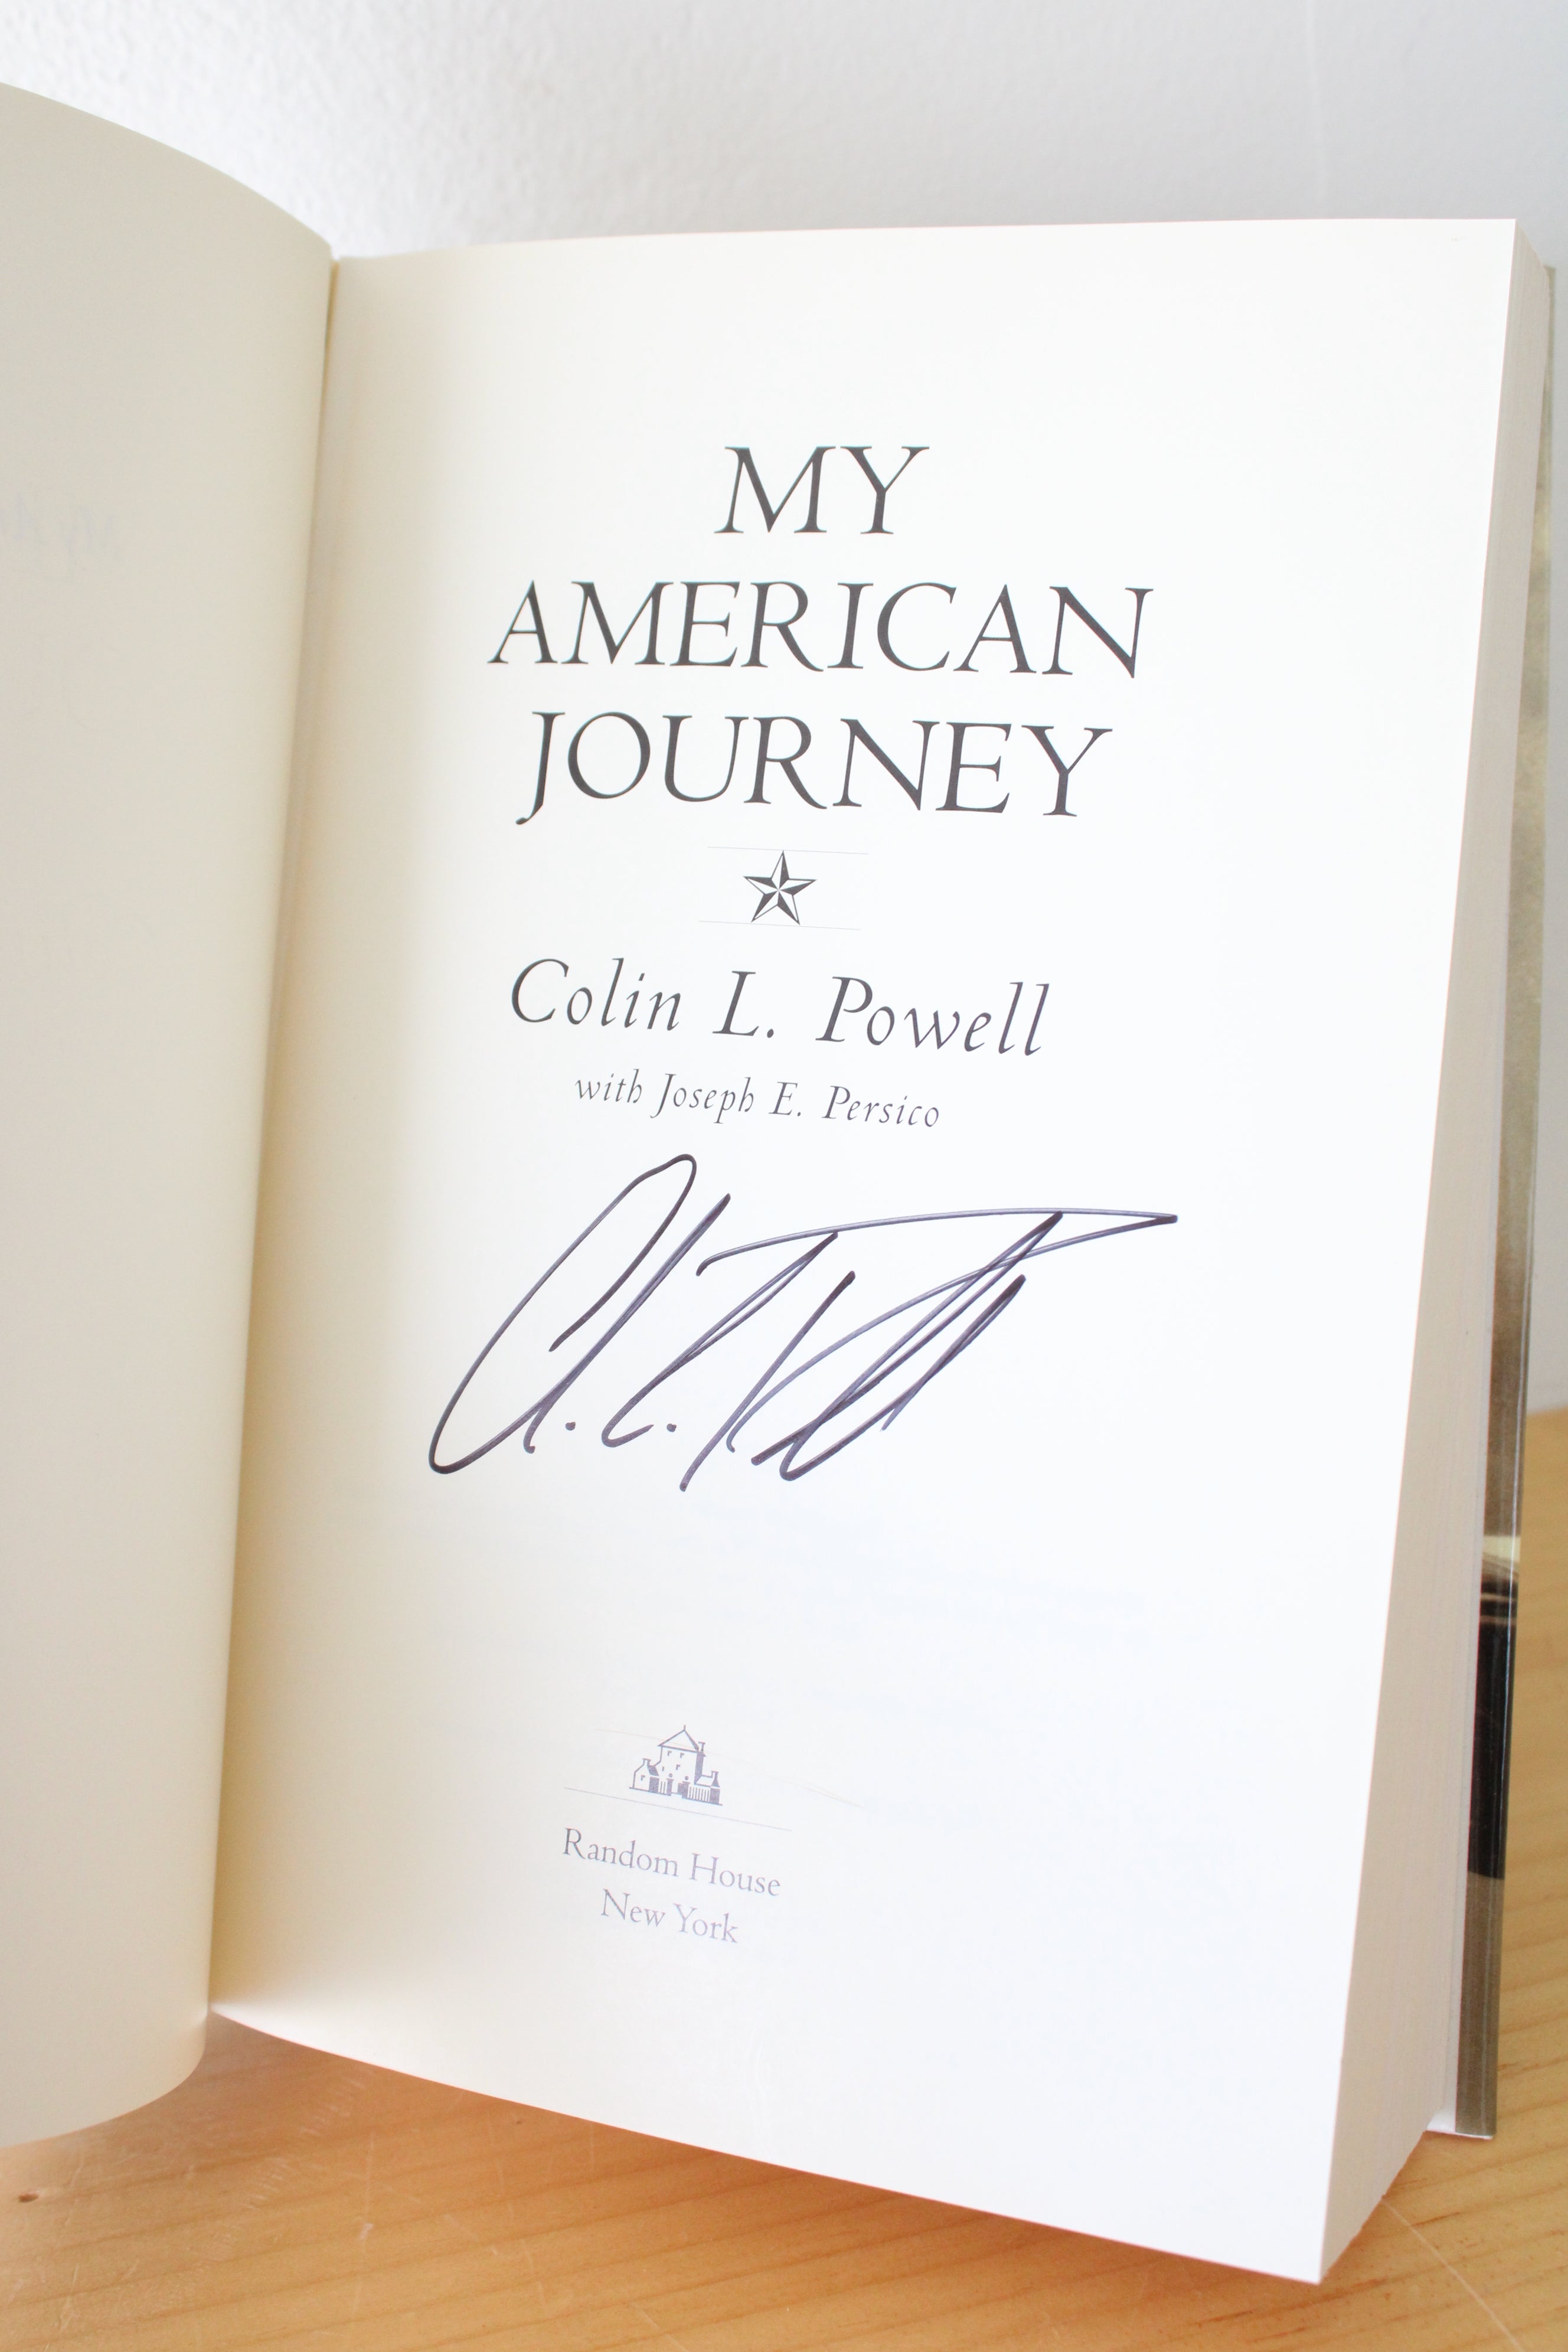 MY
AMERICAN
JOURNEY
Colin L. Powell
with Joseph E. Persico
Random House
New York